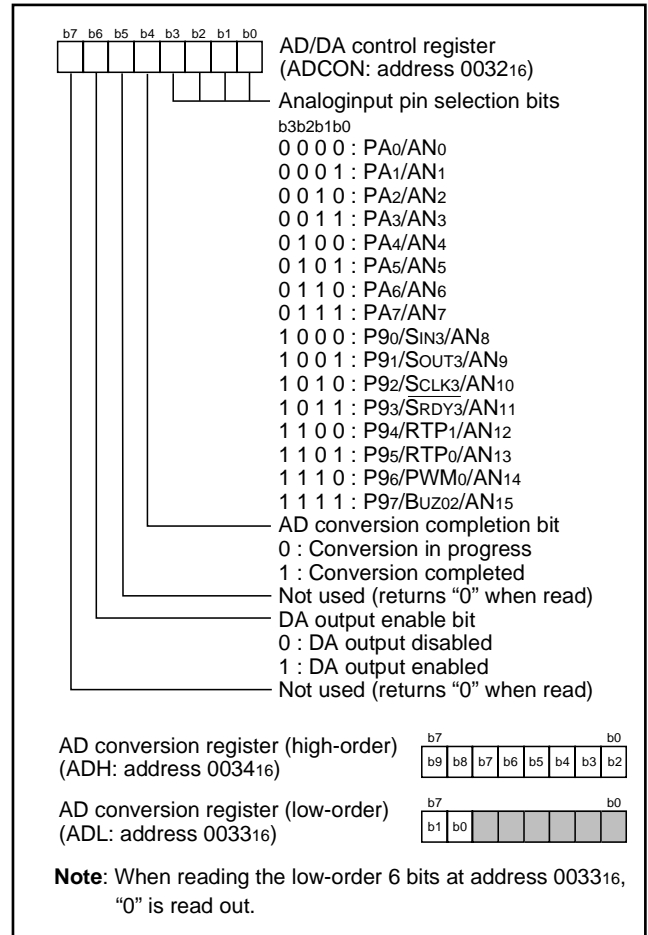 b7 b6 b5 b4 b3 b2 b1 b0
AD/DA control register
(ADCON: address 003216)
Analoginput pin selection bits
b3b2b1b0
0 0 0 0 : PA0/AN0
0 0 0 1 : PA1/AN1
0 0 1 0 : PA2/AN2
0 0 1 1 : PA3/AN3
0 1 0 0 : PA4/AN4
0 1 0 1 : PA5/AN5
0 1 1 0 : PA6/AN6
0 1 1 1 : PA7/AN7
1 0 0 0 : P90/SIN3/AN8
1 0 0 1 : P91/SOUT3/AN9
1 0 1 0 : P92/SCLK3/AN10
1 0 1 1 : P93/SRDY3/AN11
1 1 0 0 : P94/RTP1/AN12
1 1 0 1 : P95/RTP0/AN13
1 1 1 0 : P96/PWM0/AN14
1 1 1 1 : P97/BUZ02/AN15
AD conversion completion bit
0 : Conversion in progress
1 : Conversion completed
Not used (returns “0” when read)
DA output enable bit
0 : DA output disabled
1 : DA output enabled
Not used (returns “0” when read)
AD conversion register (high-order)
(ADH: address 003416)
b7 b0
b9 b8 b7 b6 b5 b4 b3 b2
AD conversion register (low-order)
(ADL: address 003316)
b7 b0
b1 b0
Note: When reading the low-order 6 bits at address 003316,
“0” is read out.